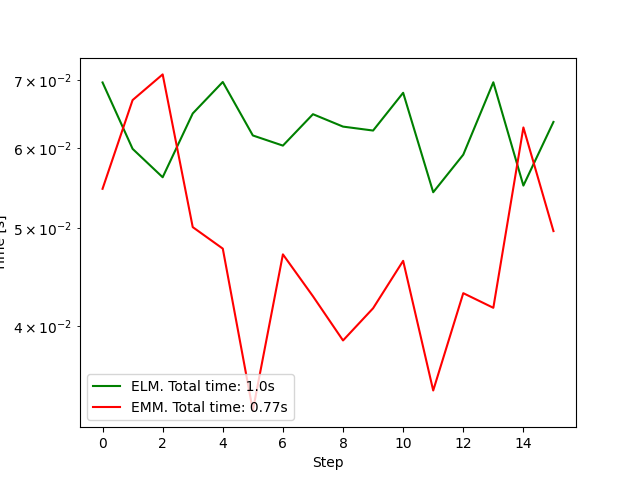 7 × 10⁻²
6 × 10⁻²
5 × 10⁻²
4 × 10⁻²
Time [s]
ELM. Total time: 1.0s
EMM. Total time: 0.77s
0 2 4 6 8 10 12 14
Step